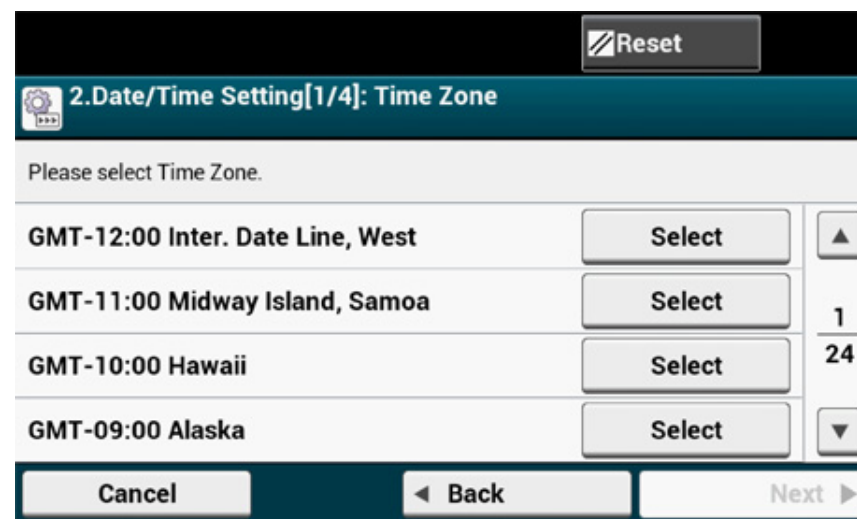 Reset
2.Date/Time Setting[1/4]: Time Zone
Please select Time Zone.
GMT-12:00 Inter. Date Line, West Select
GMT-11:00 Midway Island, Samoa Select
1
GMT-10:00 Hawaii Select
24
GMT-09:00 Alaska Select
Cancel Back Next